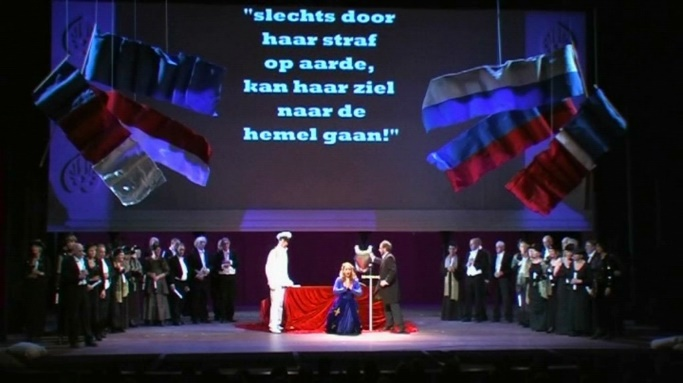 "slechts door
haar straf
op aarde,
kan haar ziel
naar de
hemel gaan!"